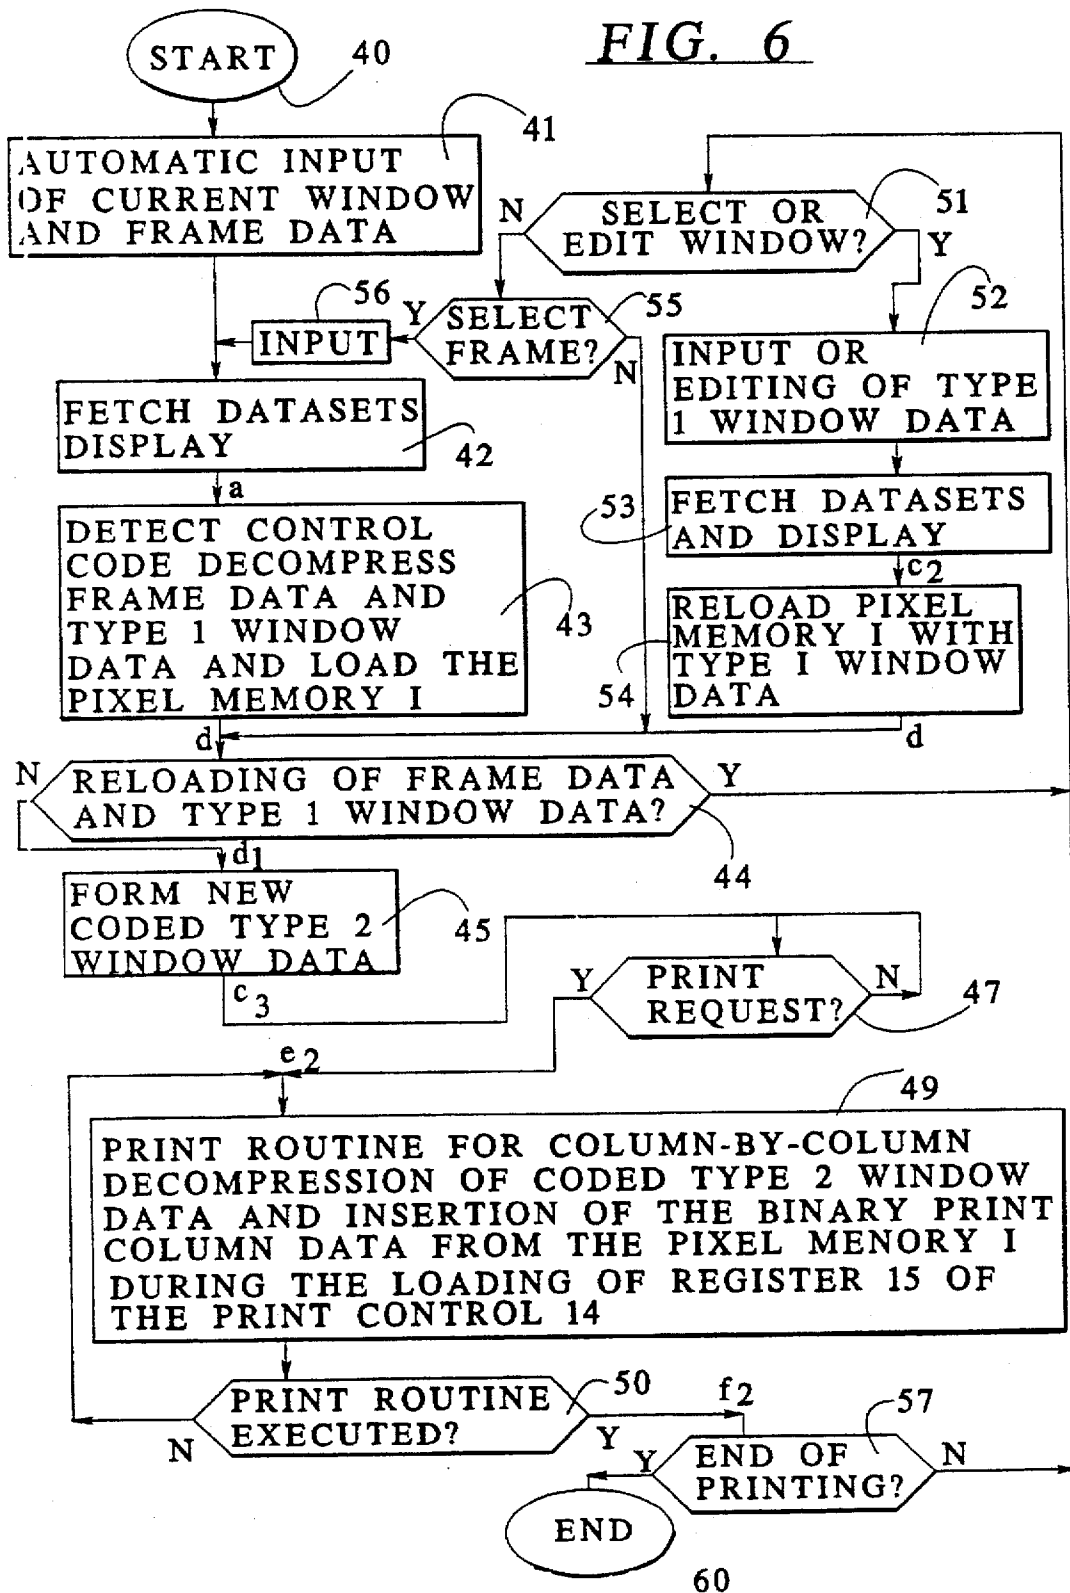 FIG. 6
START
40
41
AUTOMATIC INPUT
OF CURRENT WINDOW
AND FRAME DATA
N
SELECT OR
EDIT WINDOW?
51
Y
56
INPUT
Y
SELECT
FRAME?
55
N
52
INPUT OR
EDITING OF TYPE
1 WINDOW DATA
FETCH DATASETS
DISPLAY
42
a
53
FETCH DATASETS
AND DISPLAY
c2
DETECT CONTROL
CODE DECOMPRESS
FRAME DATA AND
TYPE 1 WINDOW
DATA AND LOAD THE
PIXEL MEMORY I
43
RELOAD PIXEL
MEMORY I WITH
TYPE I WINDOW
DATA
54
d
d
N
RELOADING OF FRAME DATA
AND TYPE 1 WINDOW DATA?
Y
44
d1
FORM NEW
CODED TYPE 2
WINDOW DATA
45
c3
Y
PRINT
REQUEST?
N
47
e2
49
PRINT ROUTINE FOR COLUMN-BY-COLUMN
DECOMPRESSION OF CODED TYPE 2 WINDOW
DATA AND INSERTION OF THE BINARY PRINT
COLUMN DATA FROM THE PIXEL MENORY I
DURING THE LOADING OF REGISTER 15 OF
THE PRINT CONTROL 14
PRINT ROUTINE
EXECUTED?
50
N
Y
f2
57
Y
END OF
PRINTING?
N
END
60